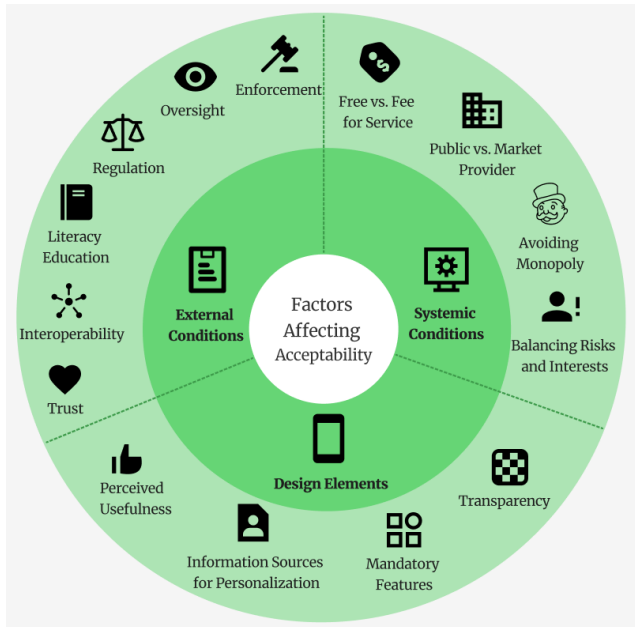 Factors
Affecting
Acceptability
External
Conditions
Enforcement
Oversight
Regulation
Literacy
Education
Interoperability
Trust
Systemic
Conditions
Free vs. Fee
for Service
Public vs. Market
Provider
Avoiding
Monopoly
Balancing Risks
and Interests
Design Elements
Transparency
Mandatory
Features
Information Sources
for Personalization
Perceived
Usefulness